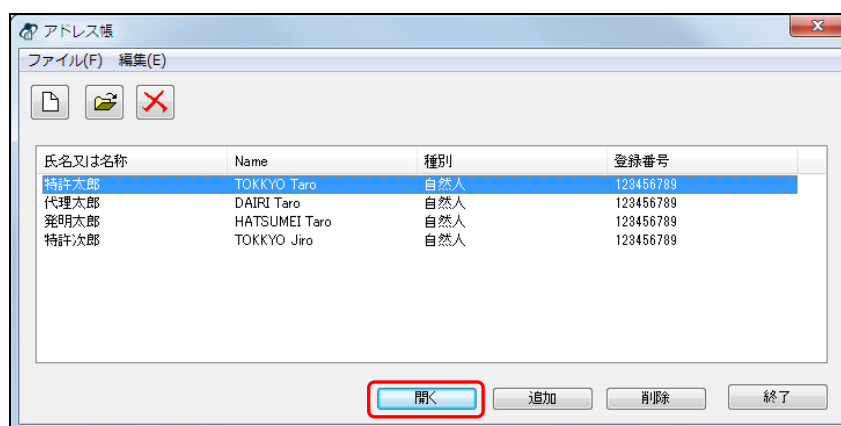 アドレス帳
ファイル(F) 編集(E)
氏名又は名称 Name 種別 登録番号
特許太郎 TOKKYO Taro 自然人 123456789
代理太郎 DAIRI Taro 自然人 123456789
発明太郎 HATSUMEI Taro 自然人 123456789
特許次郎 TOKKYO Jiro 自然人 123456789
開く 追加 削除 終了